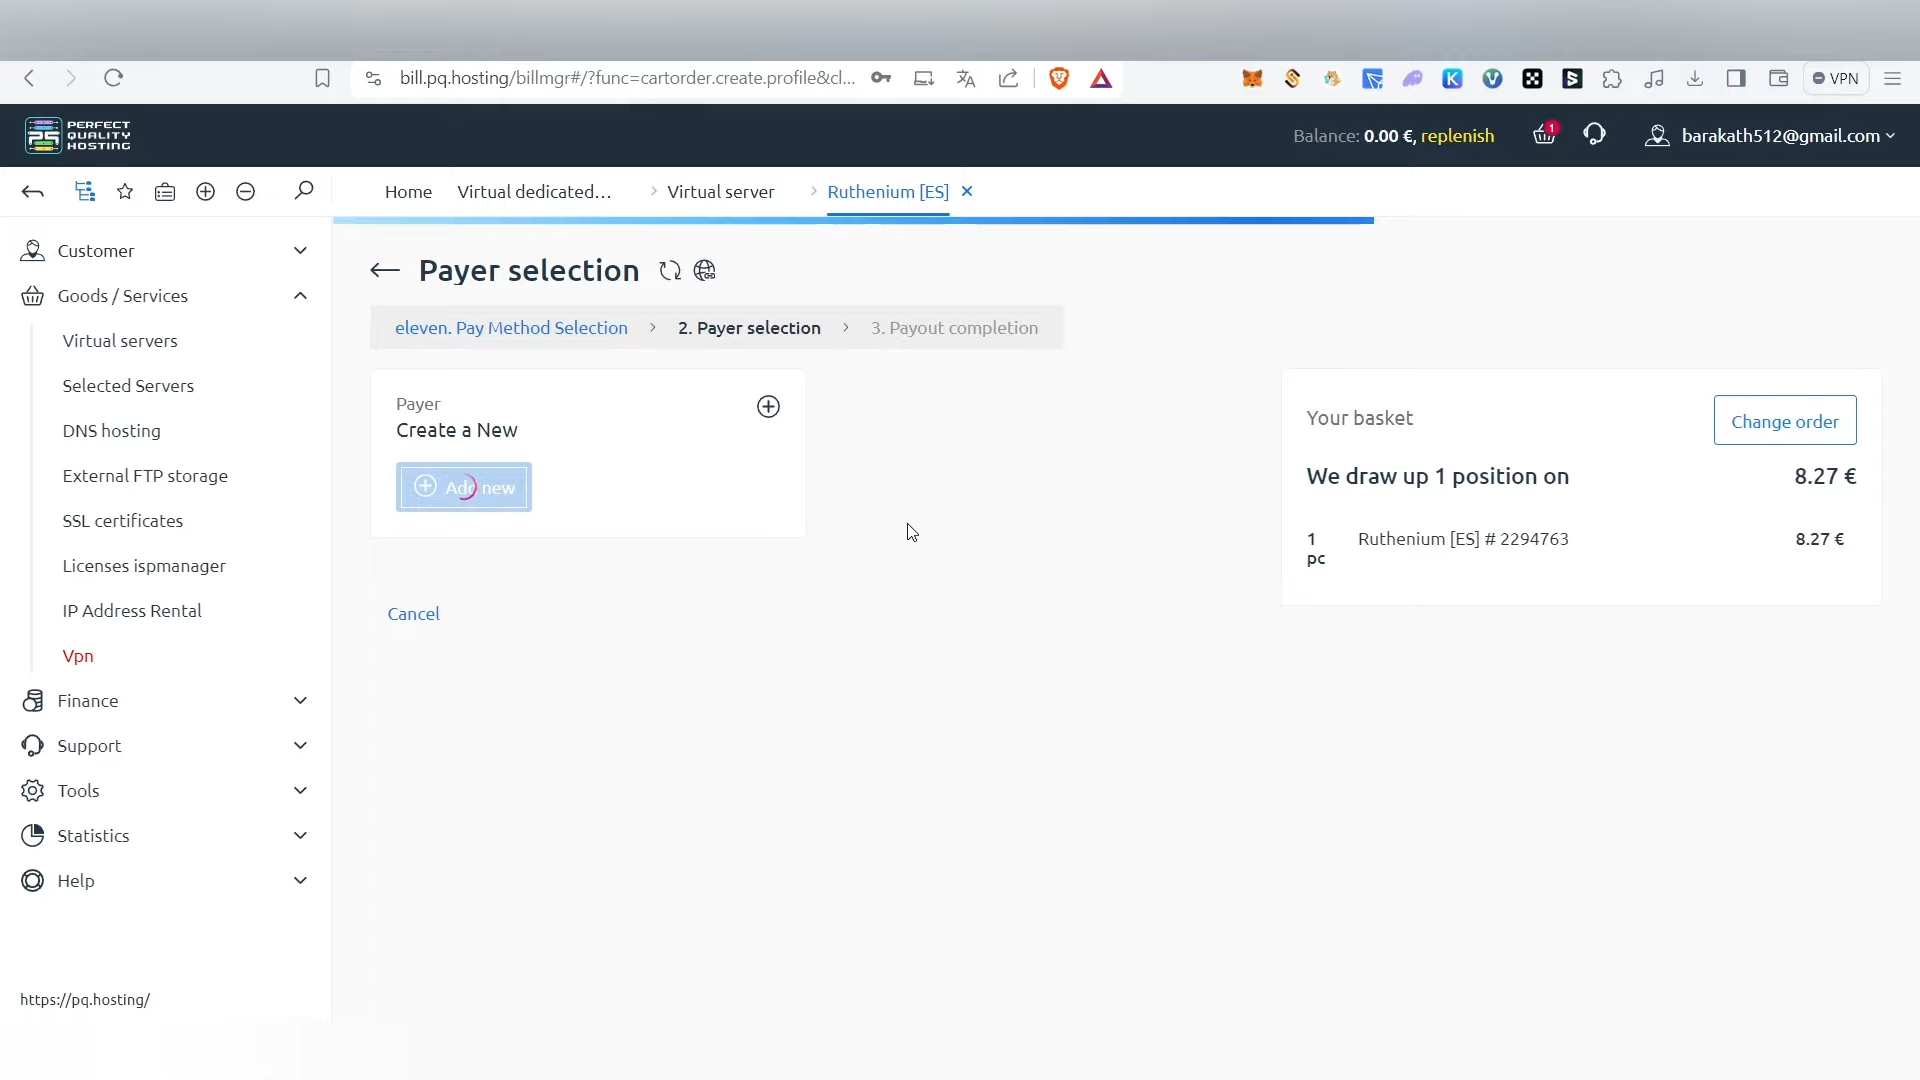 bill.pq.hosting/billmgr#/?func=cartorder.create.profile&cl...
VPN
PERFECT
QUALITY
HOSTING
Balance: 0.00 €, replenish
1
barakath512@gmail.com
Home
Virtual dedicated...
Virtual server
Ruthenium [ES]
Customer
Goods / Services
Virtual servers
Selected Servers
DNS hosting
External FTP storage
SSL certificates
Licenses ispmanager
IP Address Rental
Vpn
Finance
Support
Tools
Statistics
Help
https://pq.hosting/
Payer selection
eleven. Pay Method Selection
2. Payer selection
3. Payout completion
Payer
Create a New
Add new
Cancel
Your basket
Change order
We draw up 1 position on 8.27 €
1 pc Ruthenium [ES] # 2294763 8.27 €